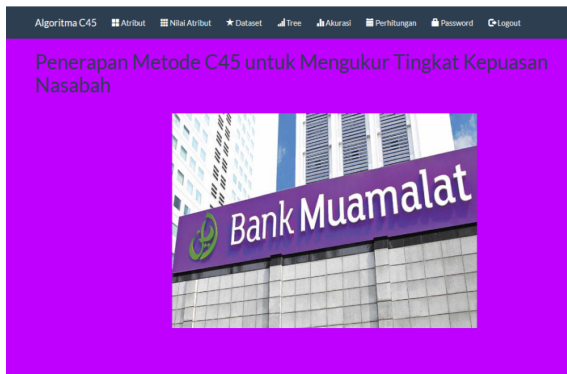 Algoritma C45 Atribut Nilai Atribut Dataset Tree Akurasi Perhitungan Password Logout
Penerapan Metode C45 untuk Mengukur Tingkat Kepuasan
Nasabah
Bank Muamalat